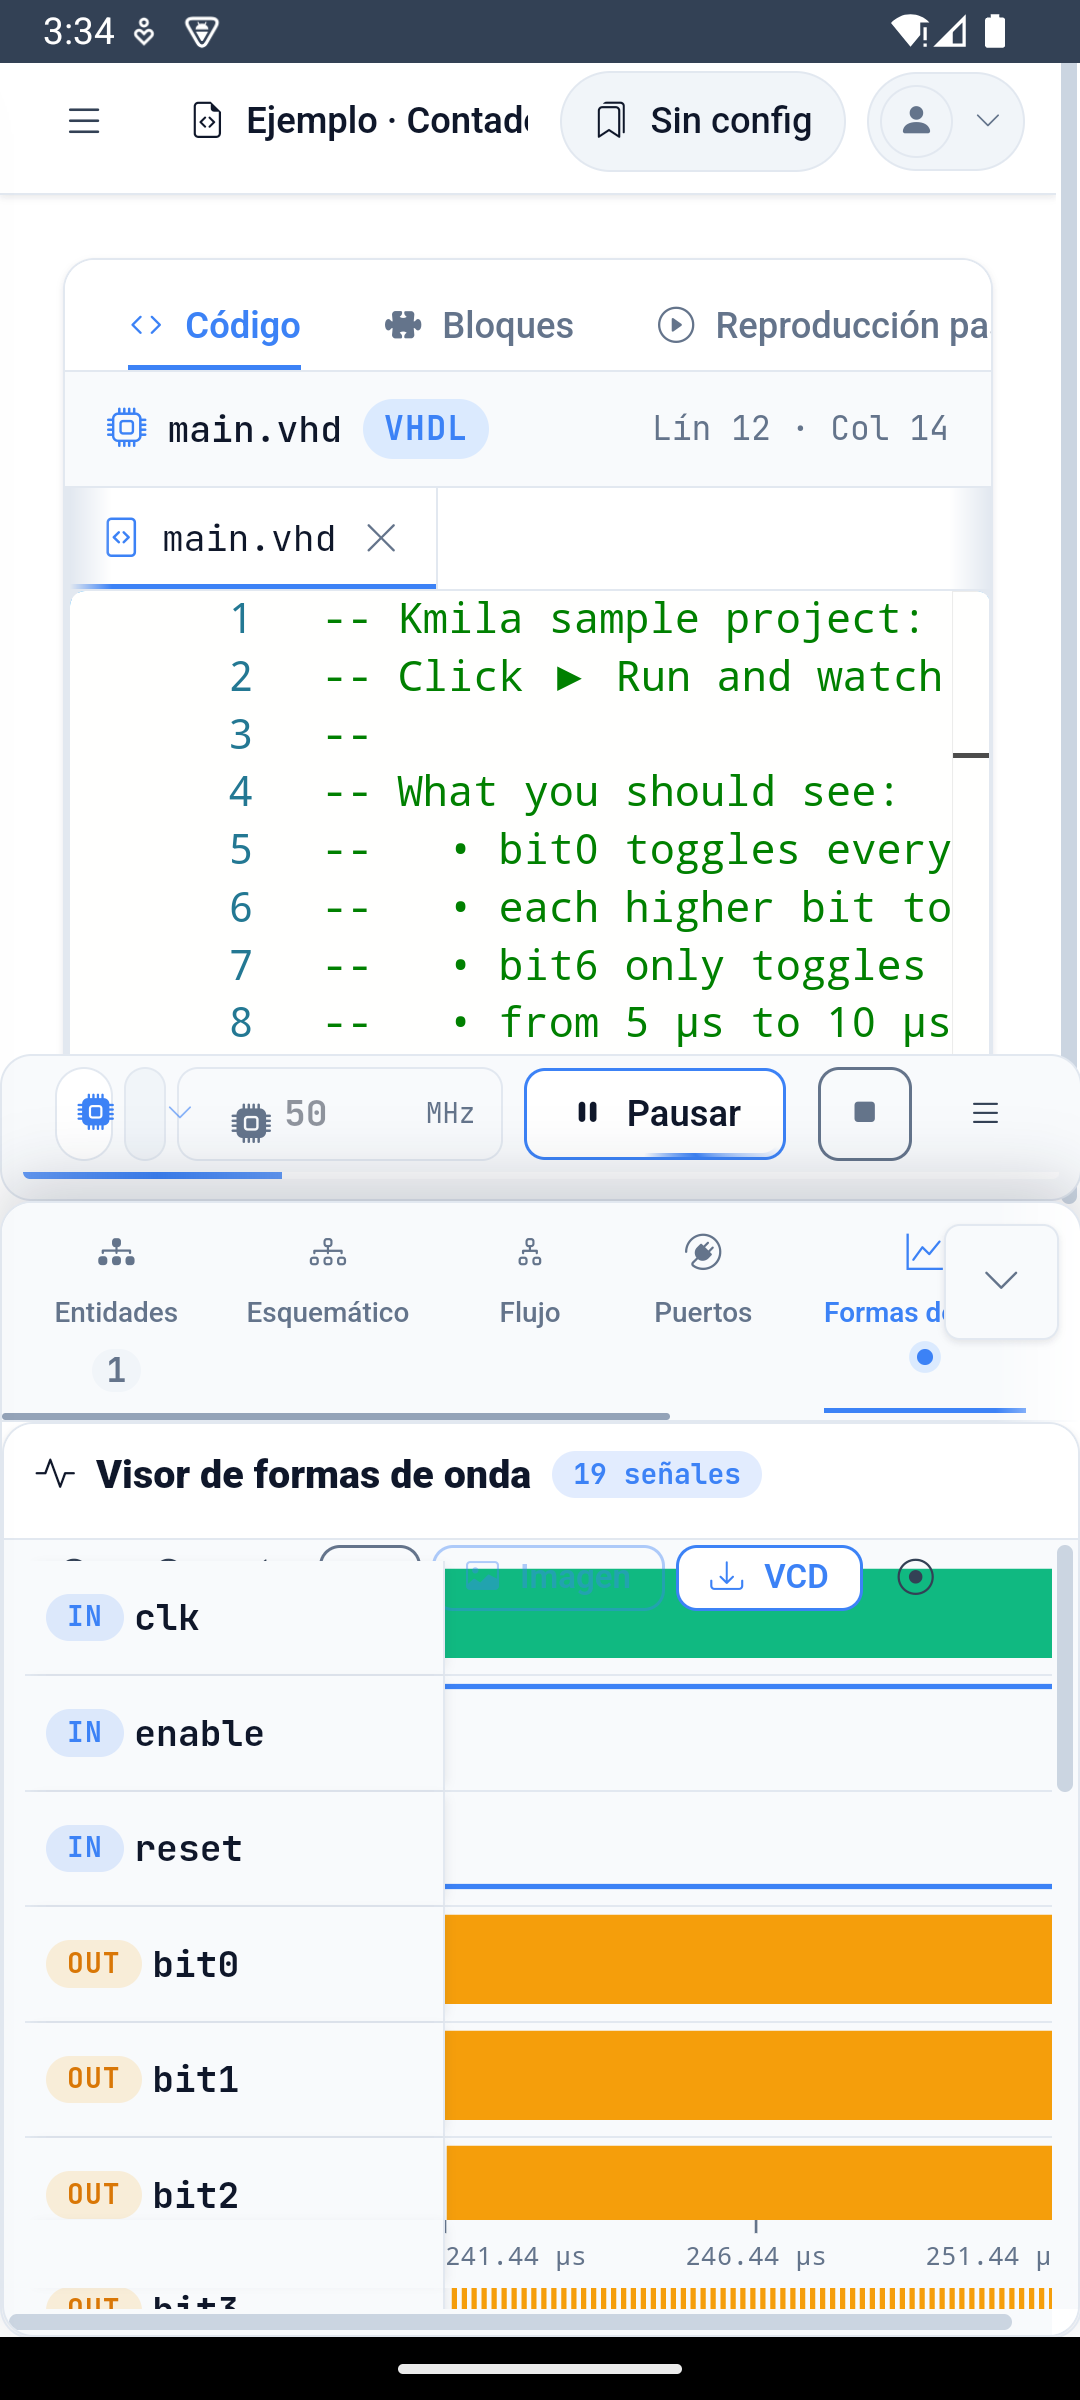 3:34
Ejemplo · Contad
Sin config
Código
Bloques
Reproducción pa
main.vhd
VHDL
Lín 12 · Col 14
main.vhd
1 -- Kmila sample project:
2 -- Click ► Run and watch
3 --
4 -- What you should see:
5 -- • bit0 toggles every
6 -- • each higher bit to
7 -- • bit6 only toggles
8 -- • from 5 µs to 10 µs
50 MHz
Pausar
Entidades
Esquemático
Flujo
Puertos
Formas d
1
Visor de formas de onda
19 señales
Imagen
VCD
IN clk
IN enable
IN reset
OUT bit0
OUT bit1
OUT bit2
241.44 µs
246.44 µs
251.44 µ
OUT bit3